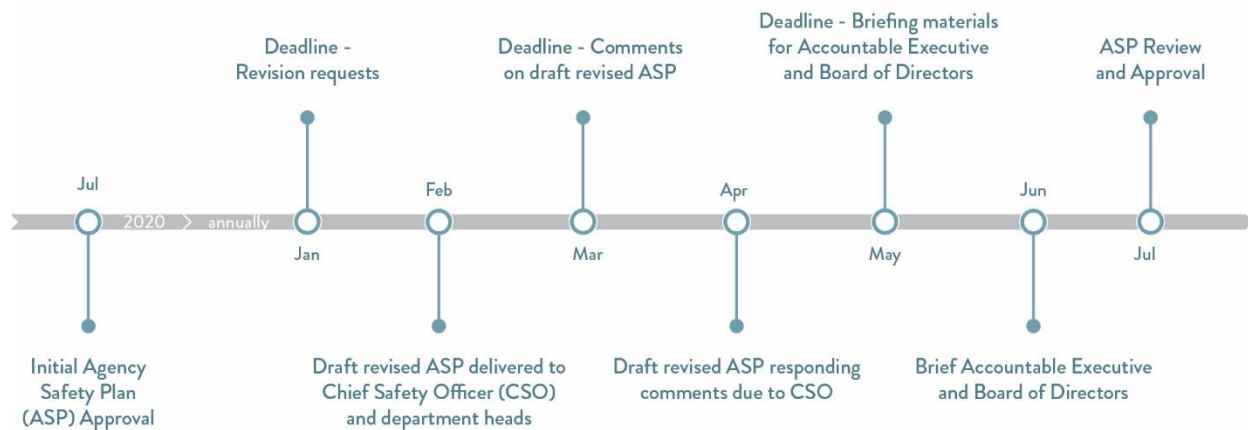 Deadline -
Revision requests
Deadline - Comments
on draft revised ASP
Deadline - Briefing materials
for Accountable Executive
and Board of Directors
ASP Review
and Approval
Jul
Feb
Apr
Jun
2020
annually
Jan
Mar
May
Jul
Initial Agency
Safety Plan
(ASP) Approval
Draft revised ASP delivered to
Chief Safety Officer (CSO)
and department heads
Draft revised ASP responding
comments due to CSO
Brief Accountable Executive
and Board of Directors